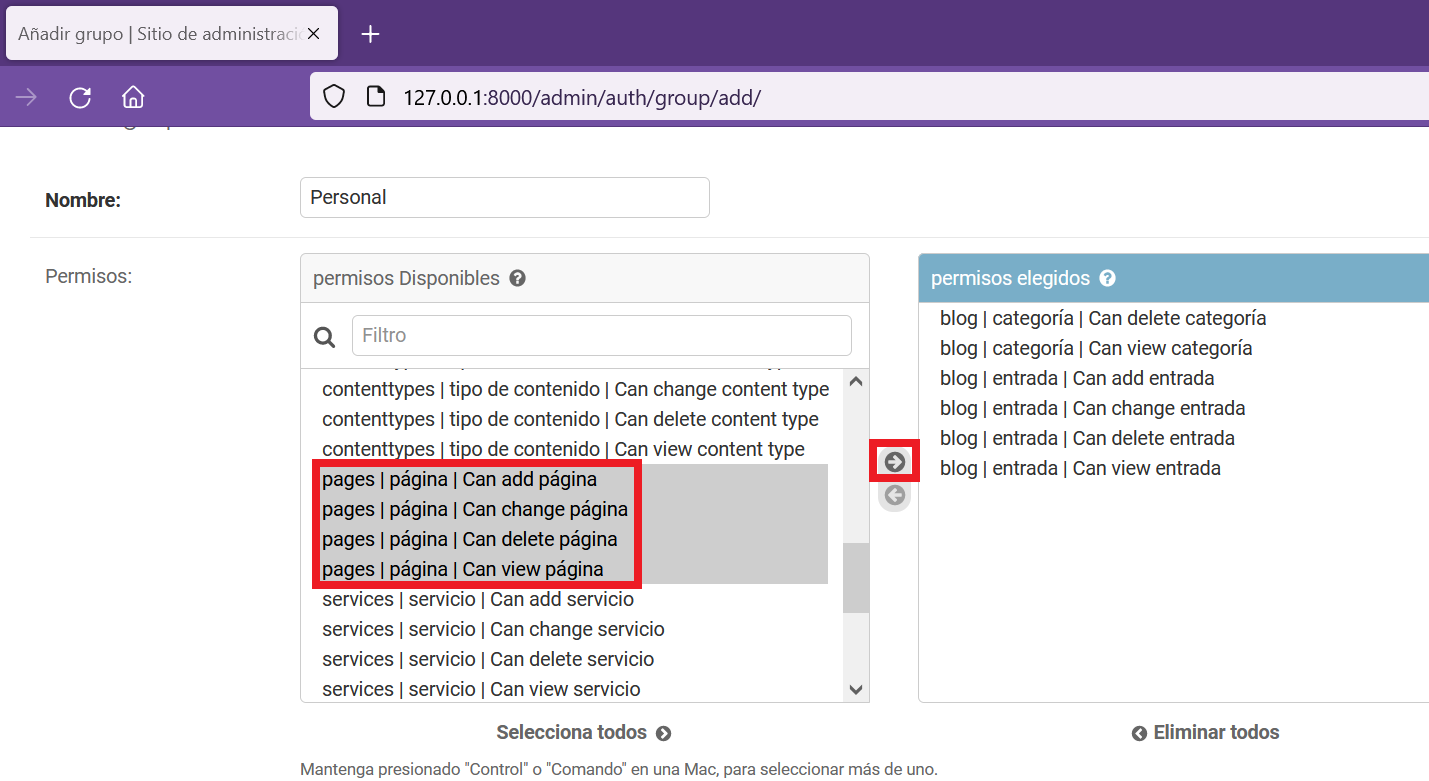 Añadir grupo | Sitio de administració
127.0.0.1:8000/admin/auth/group/add/
Nombre:
Personal
Permisos:
permisos Disponibles
permisos elegidos
Filtro
contenttypes | tipo de contenido | Can change content type
contenttypes | tipo de contenido | Can delete content type
contenttypes | tipo de contenido | Can view content type
pages | página | Can add página
pages | página | Can change página
pages | página | Can delete página
pages | página | Can view página
services | servicio | Can add servicio
services | servicio | Can change servicio
services | servicio | Can delete servicio
services | servicio | Can view servicio
blog | categoría | Can delete categoría
blog | categoría | Can view categoría
blog | entrada | Can add entrada
blog | entrada | Can change entrada
blog | entrada | Can delete entrada
blog | entrada | Can view entrada
Selecciona todos
Eliminar todos
Mantenga presionado "Control" o "Comando" en una Mac, para seleccionar más de uno.